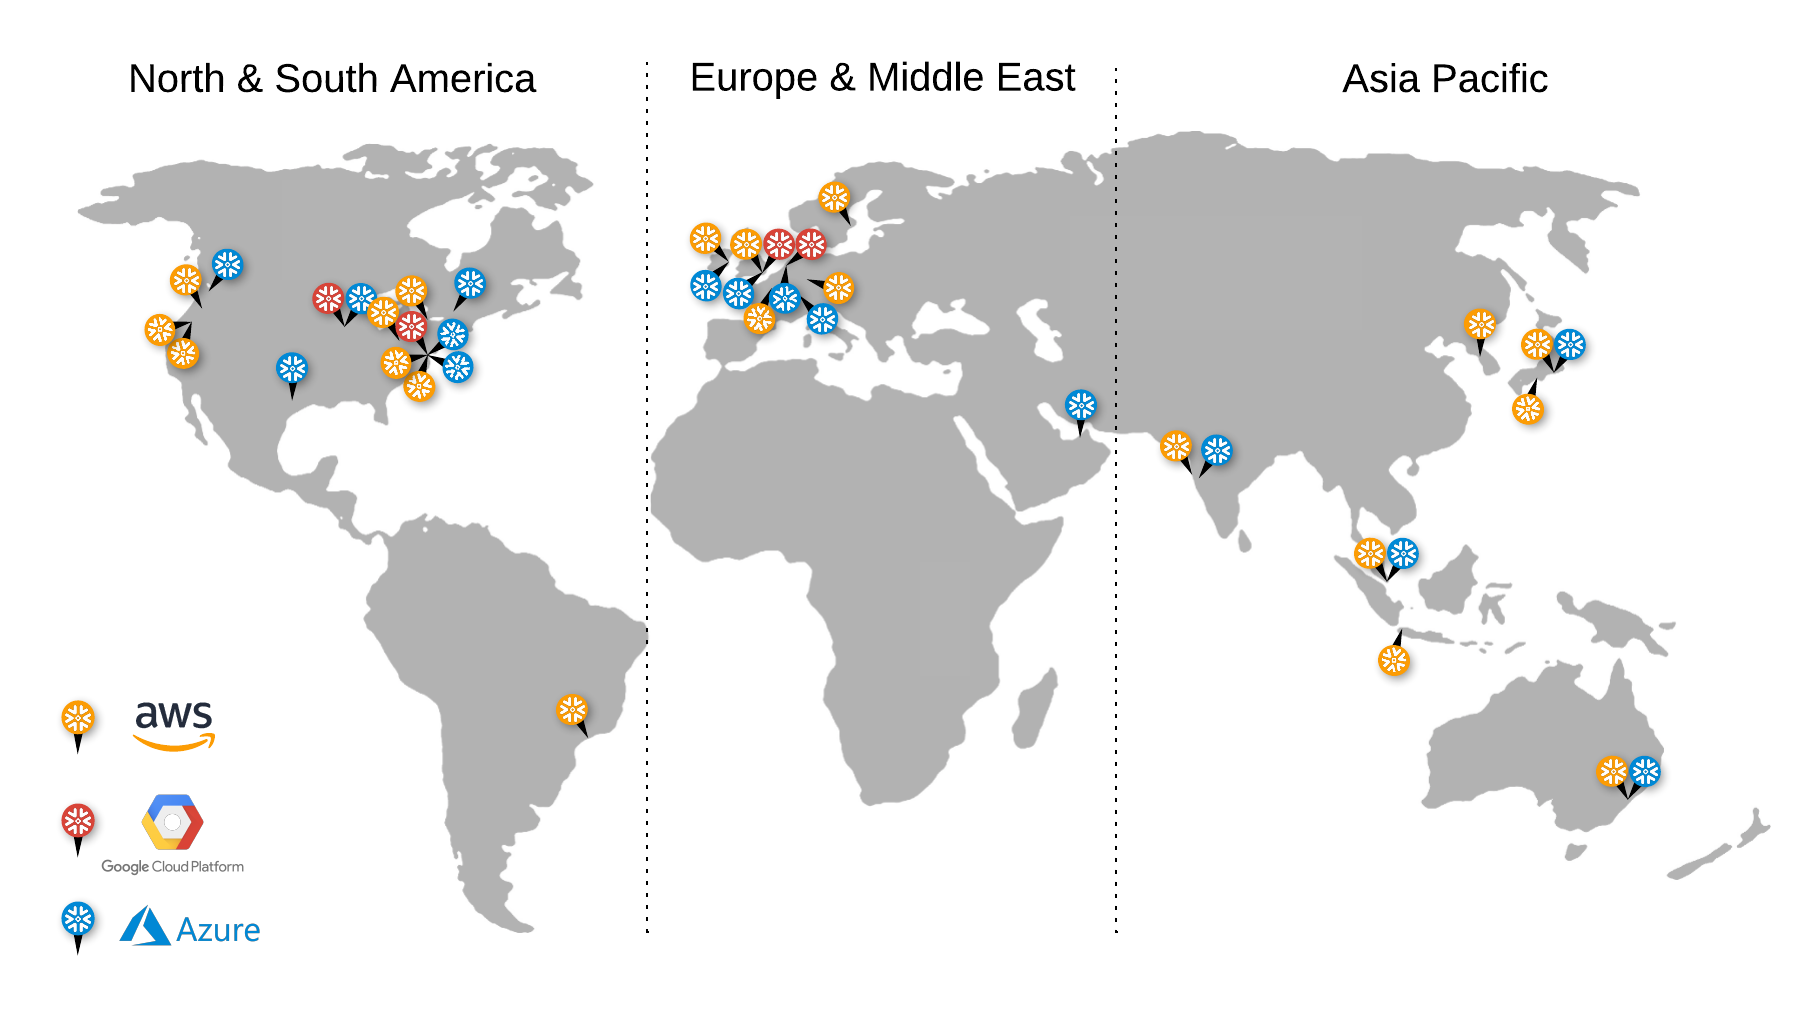 North & South America
Europe & Middle East
Asia Pacific
aws
Google Cloud Platform
Azure